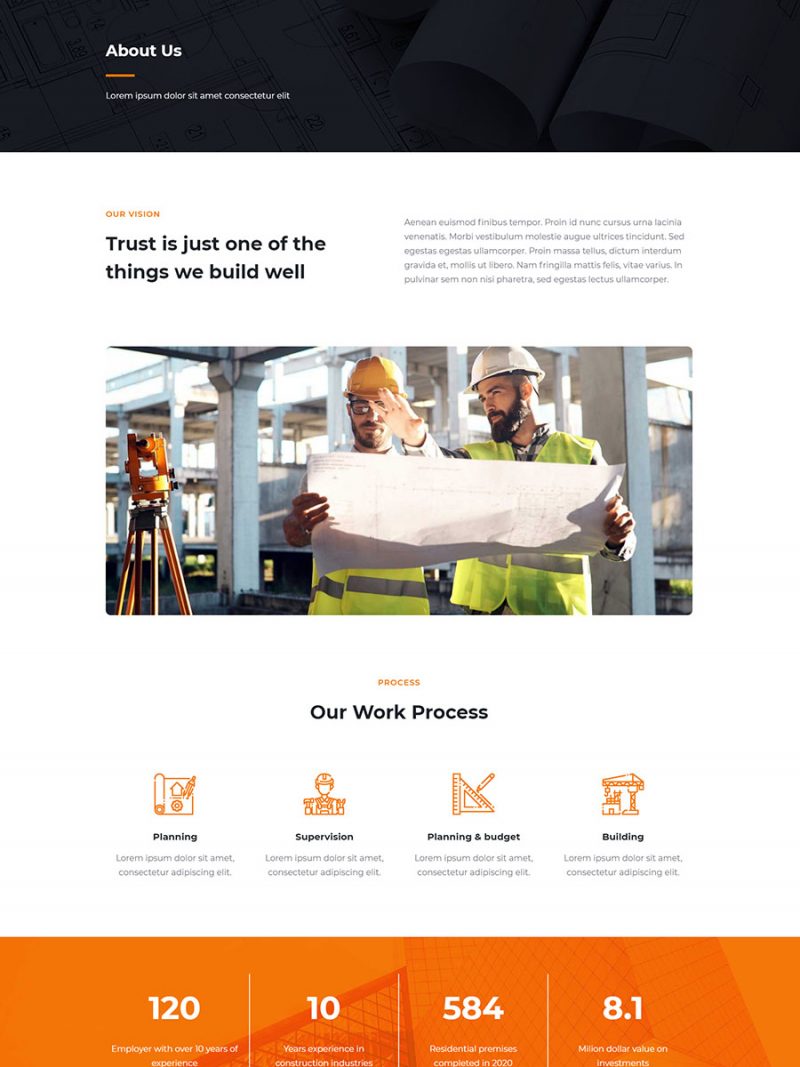 About Us
Lorem ipsum dolor sit amet consectetur elit
OUR VISION
Trust is just one of the
things we build well
Aenean euismod finibus tempor. Proin id nunc cursus urna lacinia
venenatis. Morbi vestibulum molestie augue ultrices tincidunt. Sed
egestas egestas ullamcorper. Proin massa tellus, dictum interdum
gravida et, mollis ut libero. Nam fringilla mattis felis, vitae varius. In
pulvinar sem non nisi pharetra, sed egestas lectus ullamcorper.
PROCESS
Our Work Process
Planning
Lorem ipsum dolor sit amet,
consectetur adipiscing elit.
Supervision
Lorem ipsum dolor sit amet,
consectetur adipiscing elit.
Planning & budget
Lorem ipsum dolor sit amet,
consectetur adipiscing elit.
Building
Lorem ipsum dolor sit amet,
consectetur adipiscing elit.
120
Employer with over 10 years of
experience
10
Years experience in
construction industries
584
Residential premises
completed in 2020
8.1
Milion dollar value on
investments